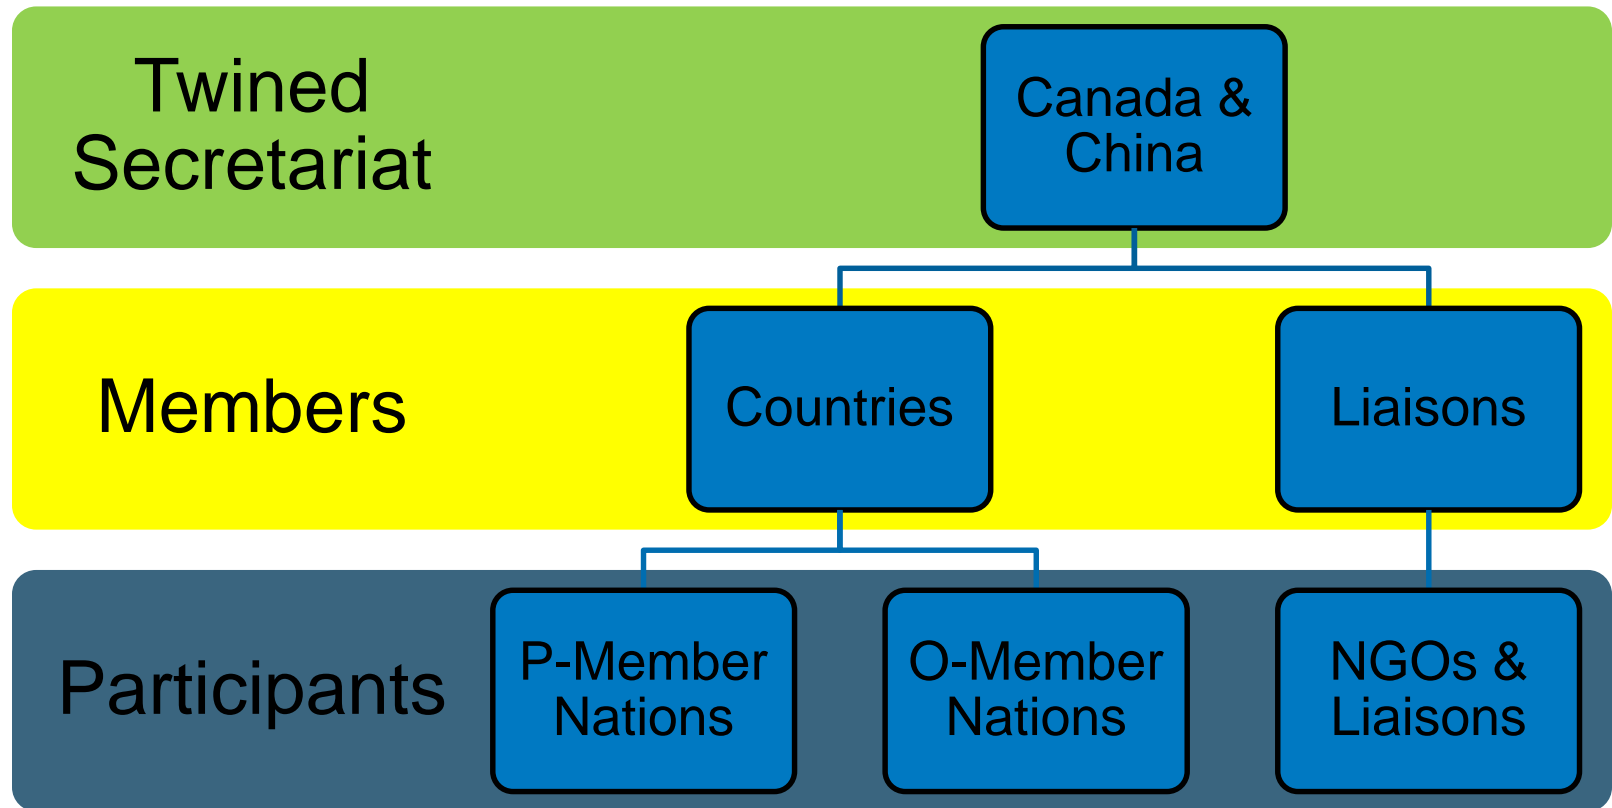 Twined
Secretariat
Canada &
China
Members
Countries
Liaisons
Participants
P-Member
Nations
O-Member
Nations
NGOs &
Liaisons